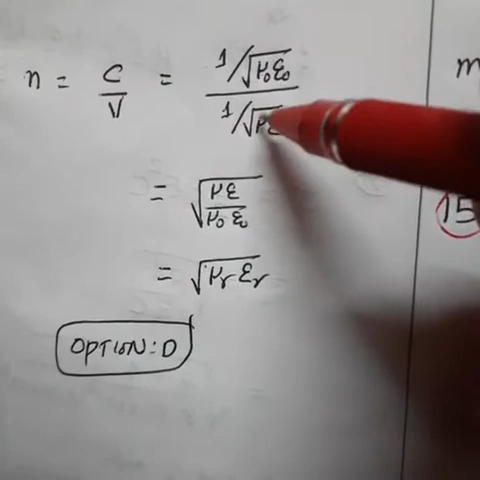 n = C/V = 1/√μ₀ε₀ / 1/√με
= √με/μ₀ε₀
= √μᵣεᵣ
OPTION: D
m
15